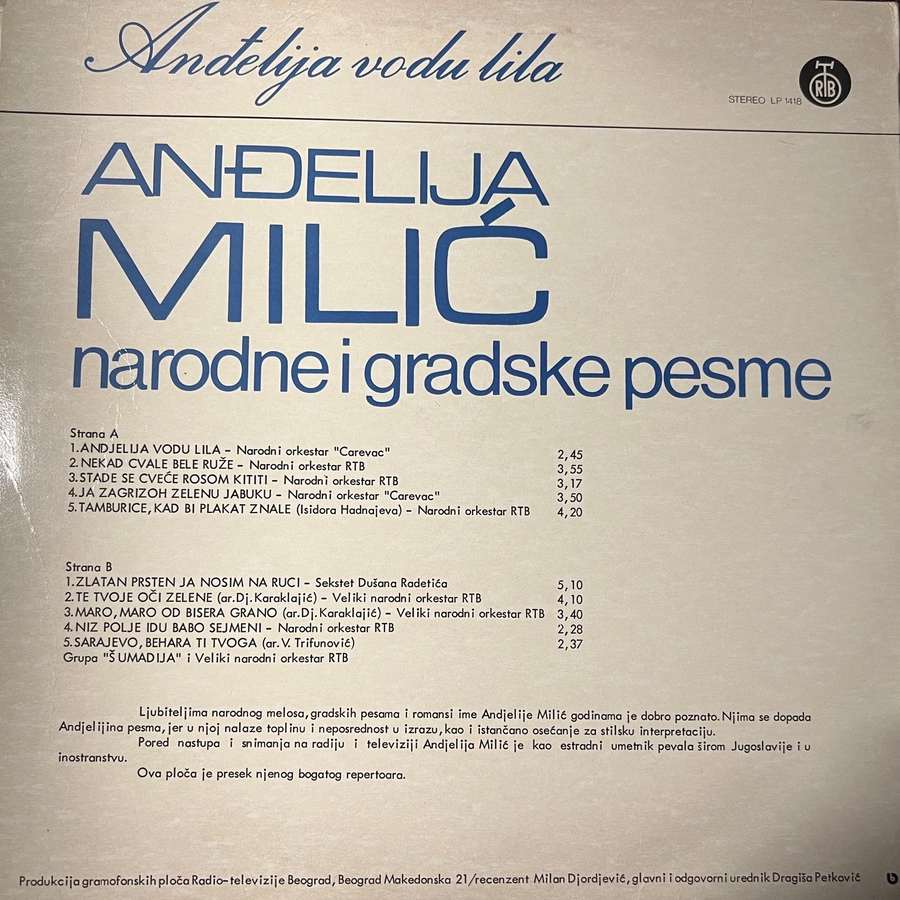 Anđelija vodu lila
STEREO LP 1418
RTB
ANĐELIJA
MILIĆ
narodne i gradske pesme
Strana A
1.ANDJELIJA VODU LILA – Narodni orkestar "Carevac" 2,45
2.NEKAD CVALE BELE RUŽE – Narodni orkestar RTB 3,55
3.STADE SE CVEĆE ROSOM KITITI – Narodni orkestar RTB 3,17
4.JA ZAGRIZOH ZELENU JABUKU – Narodni orkestar "Carevac" 3,50
5.TAMBURICE, KAD BI PLAKAT ZNALE (Isidora Hadnajeva) – Narodni orkestar RTB 4,20
Strana B
1.ZLATAN PRSTEN JA NOSIM NA RUCI – Sekstet Dušana Radetića 5,10
2.TE TVOJE OČI ZELENE (ar.Dj.Karaklajić) – Veliki narodni orkestar RTB 4,10
3.MARO, MARO OD BISERA GRANO (ar.Dj.Karaklajić) – Veliki narodni orkestar RTB 3,40
4.NIZ POLJE IDU BABO SEJMENI – Narodni orkestar RTB 2,28
5.SARAJEVO, BEHARA TI TVOGA (ar.V. Trifunović) 2,37
Grupa "ŠUMADIJA" i Veliki narodni orkestar RTB
Ljubiteljima narodnog melosa, gradskih pesama i romansi ime Andjelije Milić godinama je dobro poznato. Njima se dopada
Andjelijina pesma, jer u njoj nalaze toplinu i neposrednost u izrazu, kao i istančano osećanje za stilsku interpretaciju.
Pored nastupa i snimanja na radiju i televiziji Andjelija Milić je kao estradni umetnik pevala širom Jugoslavije i u
inostranstvu.
Ova ploča je presek njenog bogatog repertoara.
Produkcija gramofonskih ploča Radio-televizije Beograd, Beograd Makedonska 21/recenzent Milan Djordjević, glavni i odgovorni urednik Dragiša Petković